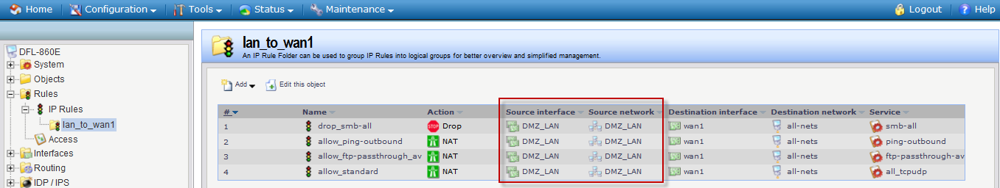 Home Configuration Tools Status Maintenance Logout Help
DFL-860E
System
Objects
Rules
IP Rules
lan_to_wan1
Access
Interfaces
Routing
IDP / IPS
lan_to_wan1
An IP Rule Folder can be used to group IP Rules into logical groups for better overview and simplified management.
Add Edit this object
# Name Action Source interface Source network Destination interface Destination network Service
1 drop_smb-all STOP Drop DMZ_LAN DMZ_LAN wan1 all-nets smb-all
2 allow_ping-outbound NAT DMZ_LAN DMZ_LAN wan1 all-nets ping-outbound
3 allow_ftp-passthrough_av NAT DMZ_LAN DMZ_LAN wan1 all-nets ftp-passthrough-av
4 allow_standard NAT DMZ_LAN DMZ_LAN wan1 all-nets all_tcpudp